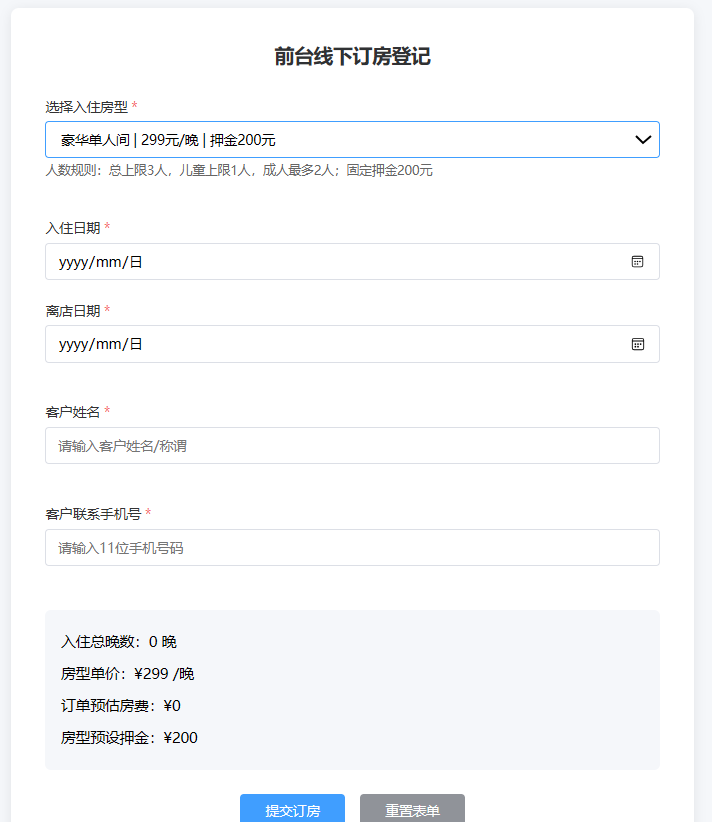 前台线下订房登记
选择入住房型 *
豪华单人间 | 299元/晚 | 押金200元
人数规则：总上限3人，儿童上限1人，成人最多2人；固定押金200元
入住日期 *
yyyy/mm/日
离店日期 *
yyyy/mm/日
客户姓名 *
请输入客户姓名/称谓
客户联系手机号 *
请输入11位手机号码
入住总晚数：0 晚
房型单价：¥299 /晚
订单预估房费：¥0
房型预设押金：¥200
提交订房 重置表单